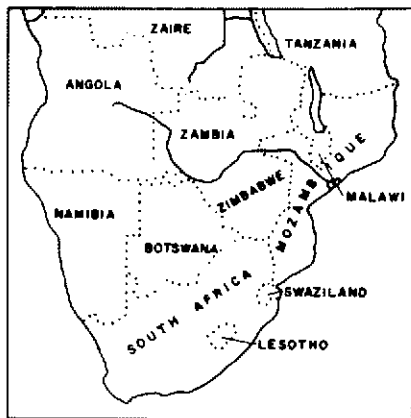 ZAIRE
TANZANIA
ANGOLA
ZAMBIA
MALAWI
ZIMBABWE
MOZAMBIQUE
NAMIBIA
BOTSWANA
SWAZILAND
SOUTH AFRICA
LESOTHO